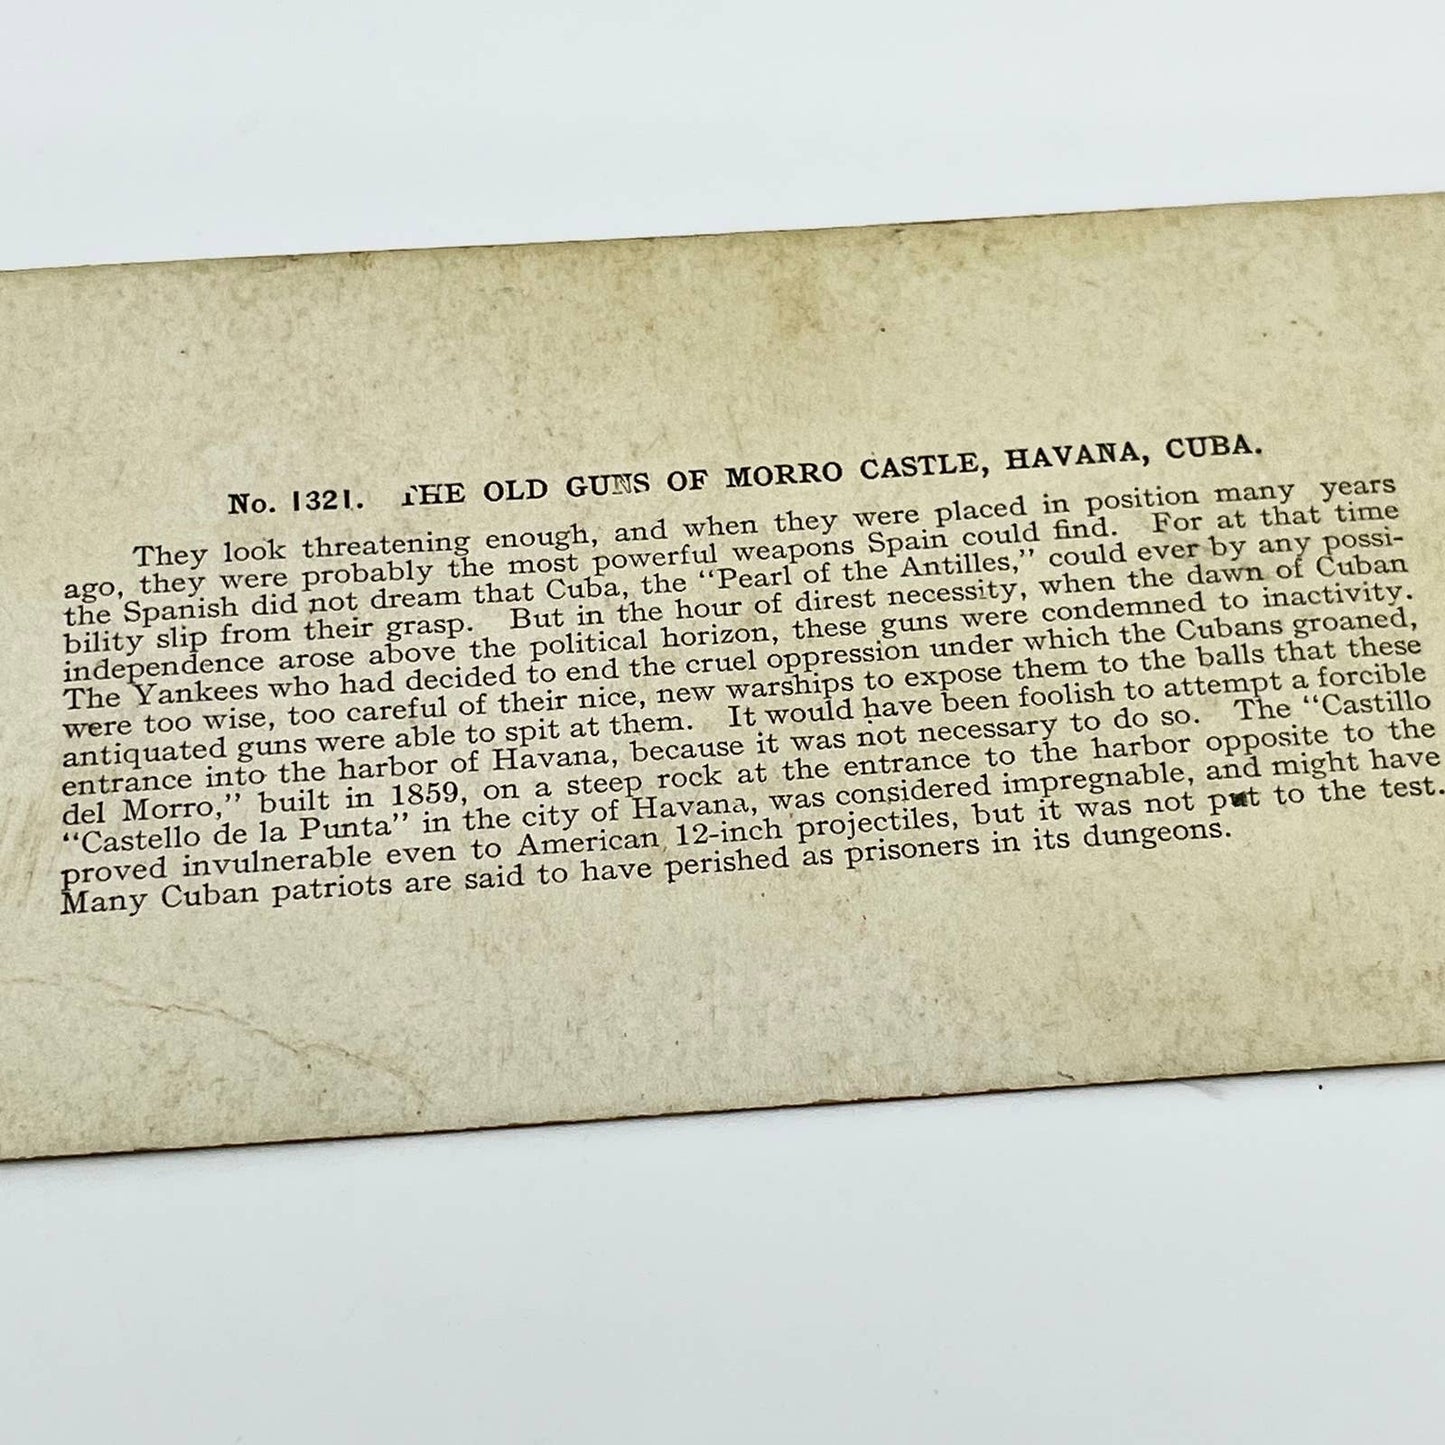 No. 1321. THE OLD GUNS OF MORRO CASTLE, HAVANA, CUBA.
They look threatening enough, and when they were placed in position many years
ago, they were probably the most powerful weapons Spain could find. For at that time
the Spanish did not dream that Cuba, the "Pearl of the Antilles," could ever by any possi-
bility slip from their grasp. But in the hour of direst necessity, when the dawn of Cuban
independence arose above the political horizon, these guns were condemned to inactivity.
The Yankees who had decided to end the cruel oppression under which the Cubans groaned,
were too wise, too careful of their nice, new warships to expose them to the balls that these
antiquated guns were able to spit at them. It would have been foolish to attempt a forcible
entrance into the harbor of Havana, because it was not necessary to do so. The "Castillo
del Morro," built in 1859, on a steep rock at the entrance to the harbor opposite to the
"Castello de la Punta" in the city of Havana, was considered impregnable, and might have
proved invulnerable even to American 12-inch projectiles, but it was not put to the test.
Many Cuban patriots are said to have perished as prisoners in its dungeons.